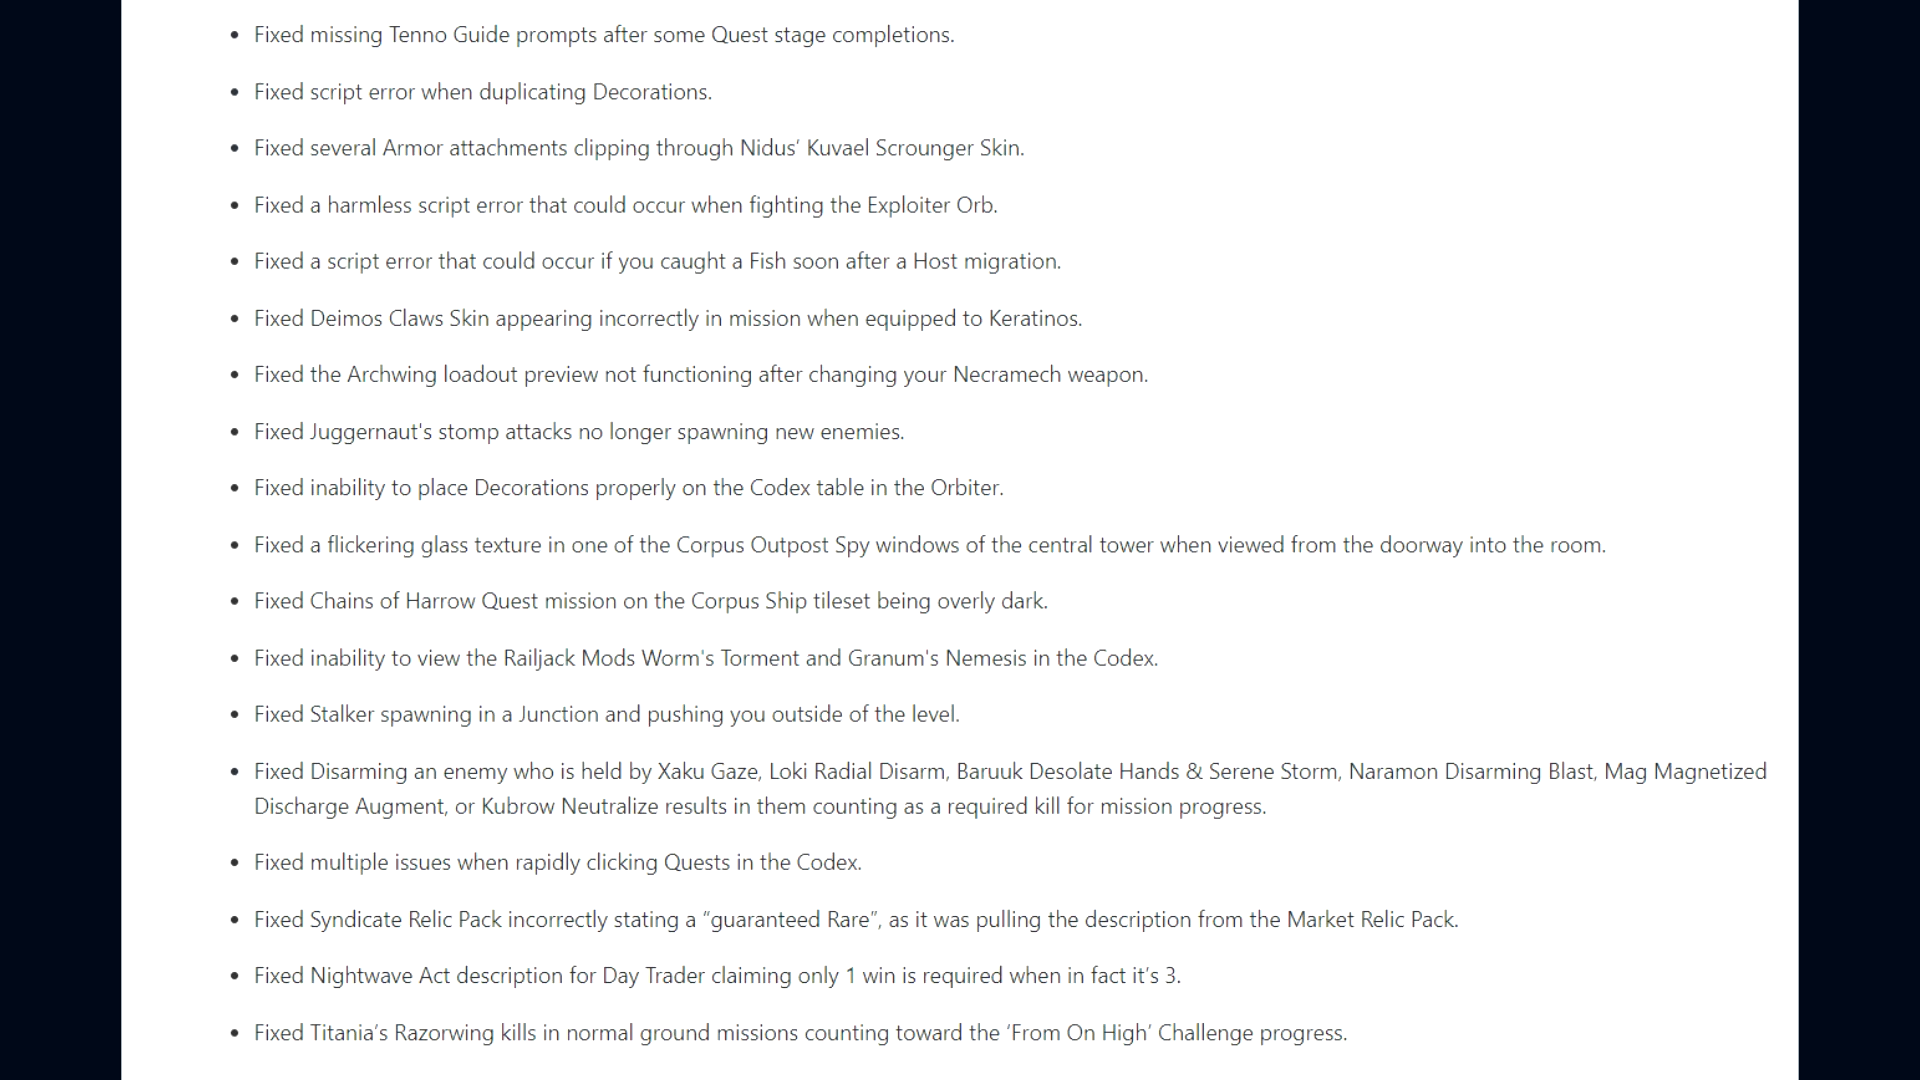 • Fixed missing Tenno Guide prompts after some Quest stage completions.
• Fixed script error when duplicating Decorations.
• Fixed several Armor attachments clipping through Nidus’ Kuvael Scrounger Skin.
• Fixed a harmless script error that could occur when fighting the Exploiter Orb.
• Fixed a script error that could occur if you caught a Fish soon after a Host migration.
• Fixed Deimos Claws Skin appearing incorrectly in mission when equipped to Keratinos.
• Fixed the Archwing loadout preview not functioning after changing your Necramech weapon.
• Fixed Juggernaut's stomp attacks no longer spawning new enemies.
• Fixed inability to place Decorations properly on the Codex table in the Orbiter.
• Fixed a flickering glass texture in one of the Corpus Outpost Spy windows of the central tower when viewed from the doorway into the room.
• Fixed Chains of Harrow Quest mission on the Corpus Ship tileset being overly dark.
• Fixed inability to view the Railjack Mods Worm's Torment and Granum's Nemesis in the Codex.
• Fixed Stalker spawning in a Junction and pushing you outside of the level.
• Fixed Disarming an enemy who is held by Xaku Gaze, Loki Radial Disarm, Baruuk Desolate Hands & Serene Storm, Naramon Disarming Blast, Mag Magnetized
Discharge Augment, or Kubrow Neutralize results in them counting as a required kill for mission progress.
• Fixed multiple issues when rapidly clicking Quests in the Codex.
• Fixed Syndicate Relic Pack incorrectly stating a “guaranteed Rare”, as it was pulling the description from the Market Relic Pack.
• Fixed Nightwave Act description for Day Trader claiming only 1 win is required when in fact it’s 3.
• Fixed Titania’s Razorwing kills in normal ground missions counting toward the ‘From On High’ Challenge progress.